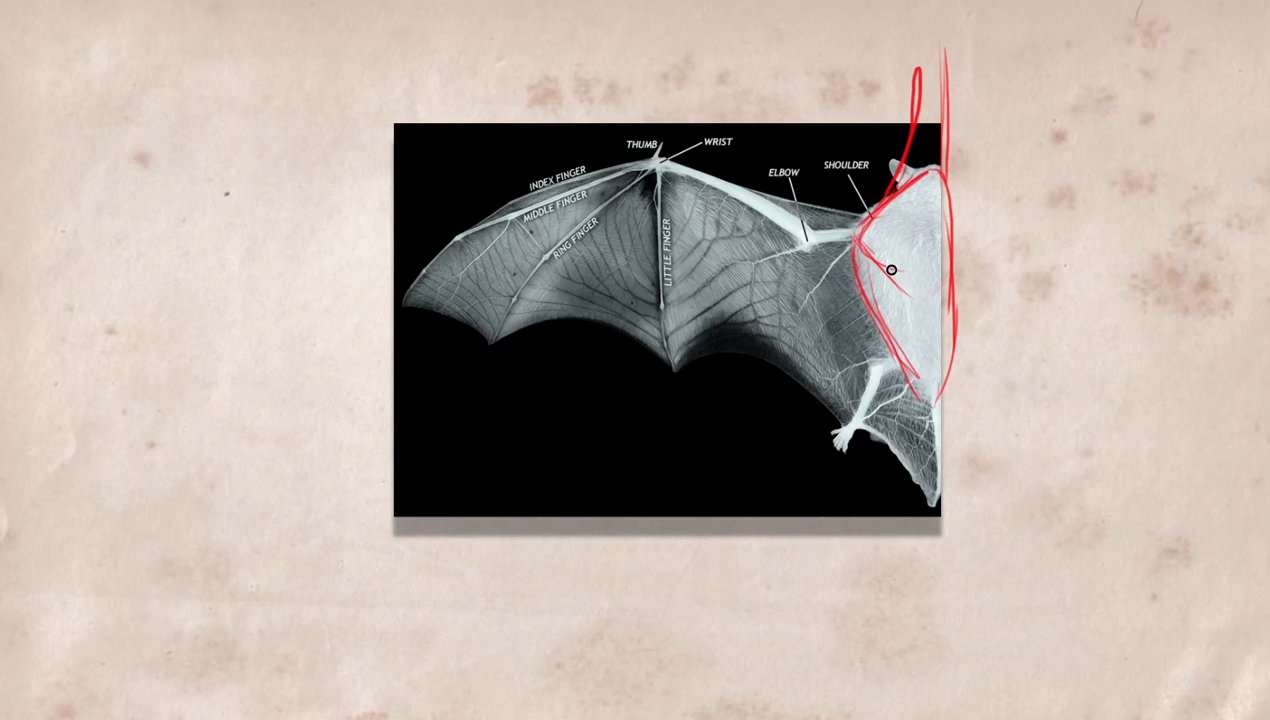 THUMB
WRIST
ELBOW
SHOULDER
INDEX FINGER
MIDDLE FINGER
RING FINGER
LITTLE FINGER